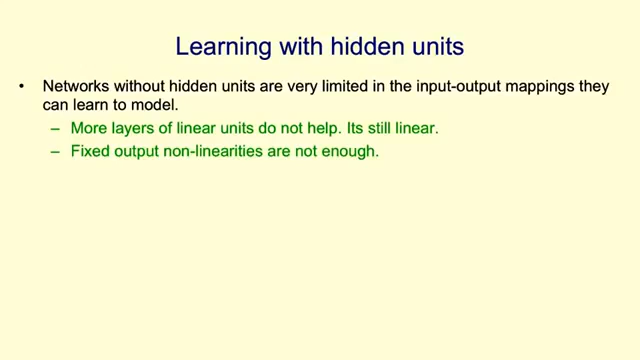 Learning with hidden units
• Networks without hidden units are very limited in the input-output mappings they
can learn to model.
– More layers of linear units do not help. Its still linear.
– Fixed output non-linearities are not enough.